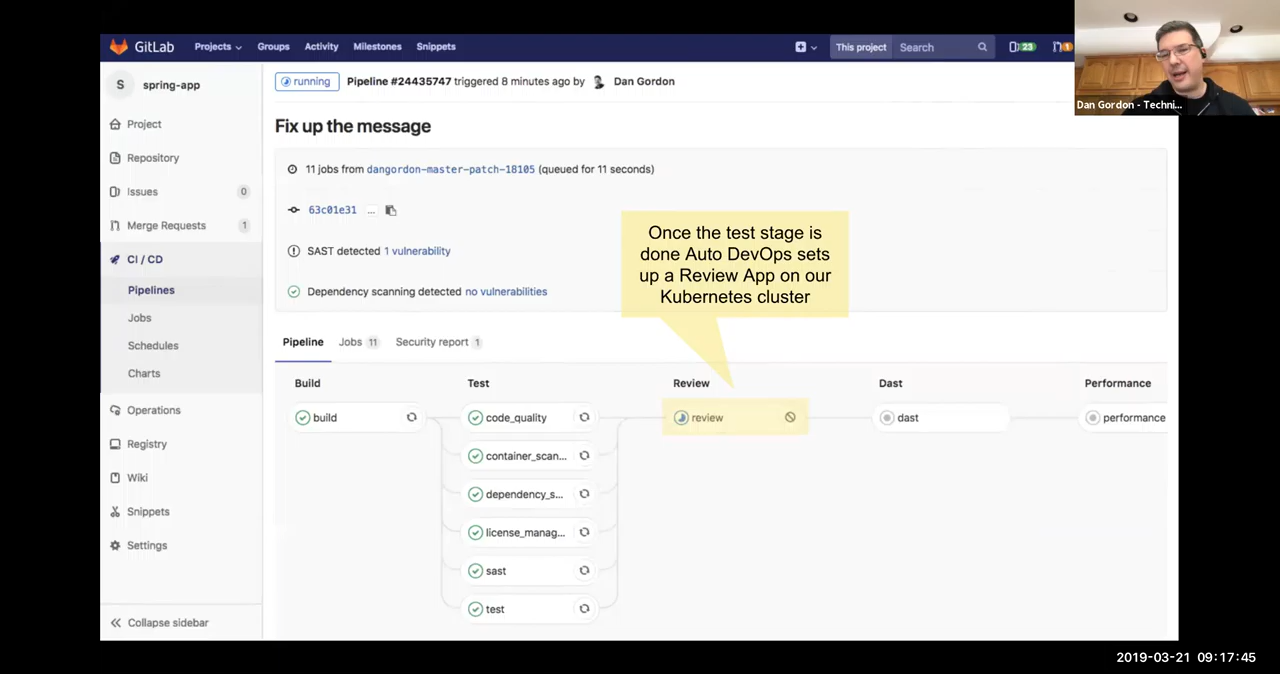 GitLab Projects Groups Activity Milestones Snippets This project Search 23 1
Dan Gordon - Techni...
S spring-app
running Pipeline #24435747 triggered 8 minutes ago by Dan Gordon
Project
Repository
Issues 0
Merge Requests 1
CI / CD
Pipelines
Jobs
Schedules
Charts
Operations
Registry
Wiki
Snippets
Settings
Collapse sidebar
Fix up the message
11 jobs from dangordon-master-patch-18105 (queued for 11 seconds)
63c01e31 ...
SAST detected 1 vulnerability
Dependency scanning detected no vulnerabilities
Once the test stage is
done Auto DevOps sets
up a Review App on our
Kubernetes cluster
Pipeline Jobs 11 Security report 1
Build Test Review Dast Performance
build code_quality review dast performance
container_scan...
dependency_s...
license_manag...
sast
test
2019-03-21 09:17:45